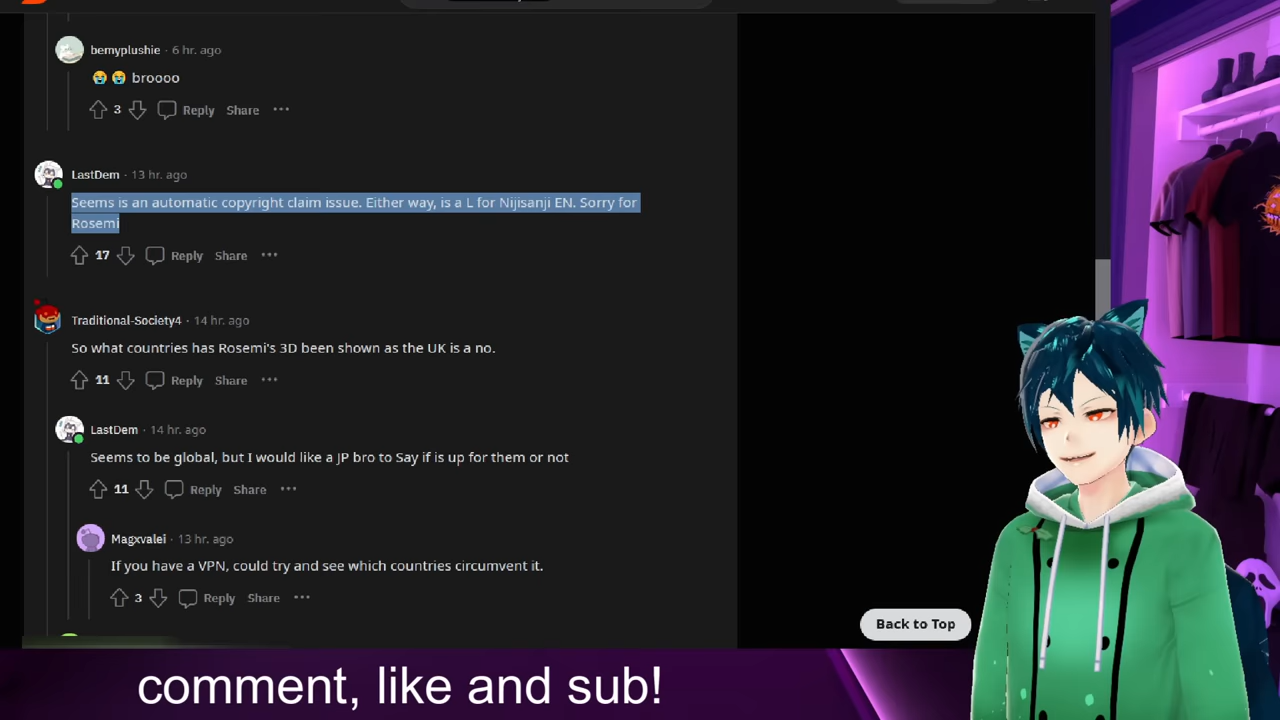 bemyplushie · 6 hr. ago
😭 😭 broooo
3 Reply Share ···
LastDem · 13 hr. ago
Seems is an automatic copyright claim issue. Either way, is a L for Nijisanji EN. Sorry for
Rosemi
17 Reply Share ···
Traditional-Society4 · 14 hr. ago
So what countries has Rosemi's 3D been shown as the UK is a no.
11 Reply Share ···
LastDem · 14 hr. ago
Seems to be global, but I would like a JP bro to Say if is up for them or not
11 Reply Share ···
Magxvalei · 13 hr. ago
If you have a VPN, could try and see which countries circumvent it.
3 Reply Share ···
Back to Top
comment, like and sub!